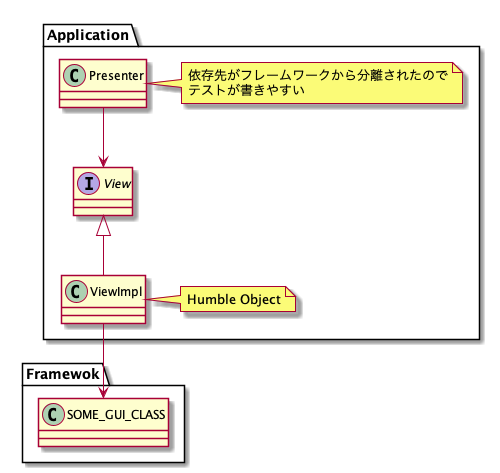 Application
C Presenter
依存先がフレームワークから分離されたので
テストが書きやすい
I View
C ViewImpl
Humble Object
Framewok
C SOME_GUI_CLASS